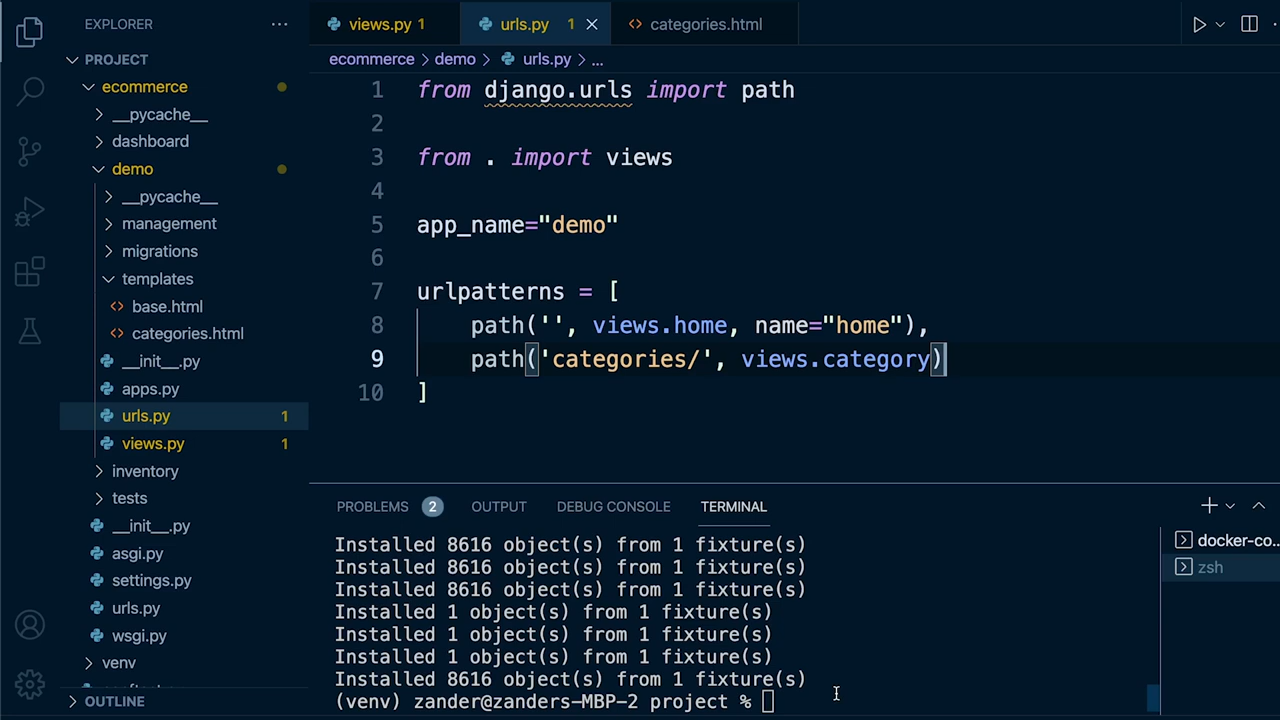 EXPLORER
PROJECT
ecommerce
__pycache__
dashboard
demo
__pycache__
management
migrations
templates
base.html
categories.html
__init__.py
apps.py
urls.py 1
views.py 1
inventory
tests
__init__.py
asgi.py
settings.py
urls.py
wsgi.py
venv
OUTLINE
views.py 1 urls.py 1 categories.html
ecommerce > demo > urls.py > ...
1 from django.urls import path
2
3 from . import views
4
5 app_name="demo"
6
7 urlpatterns = [
8 path('', views.home, name="home"),
9 path('categories/', views.category)
10 ]
PROBLEMS 2 OUTPUT DEBUG CONSOLE TERMINAL
Installed 8616 object(s) from 1 fixture(s)
Installed 8616 object(s) from 1 fixture(s)
Installed 8616 object(s) from 1 fixture(s)
Installed 1 object(s) from 1 fixture(s)
Installed 1 object(s) from 1 fixture(s)
Installed 1 object(s) from 1 fixture(s)
Installed 8616 object(s) from 1 fixture(s)
(venv) zander@zanders-MBP-2 project %
docker-co...
zsh